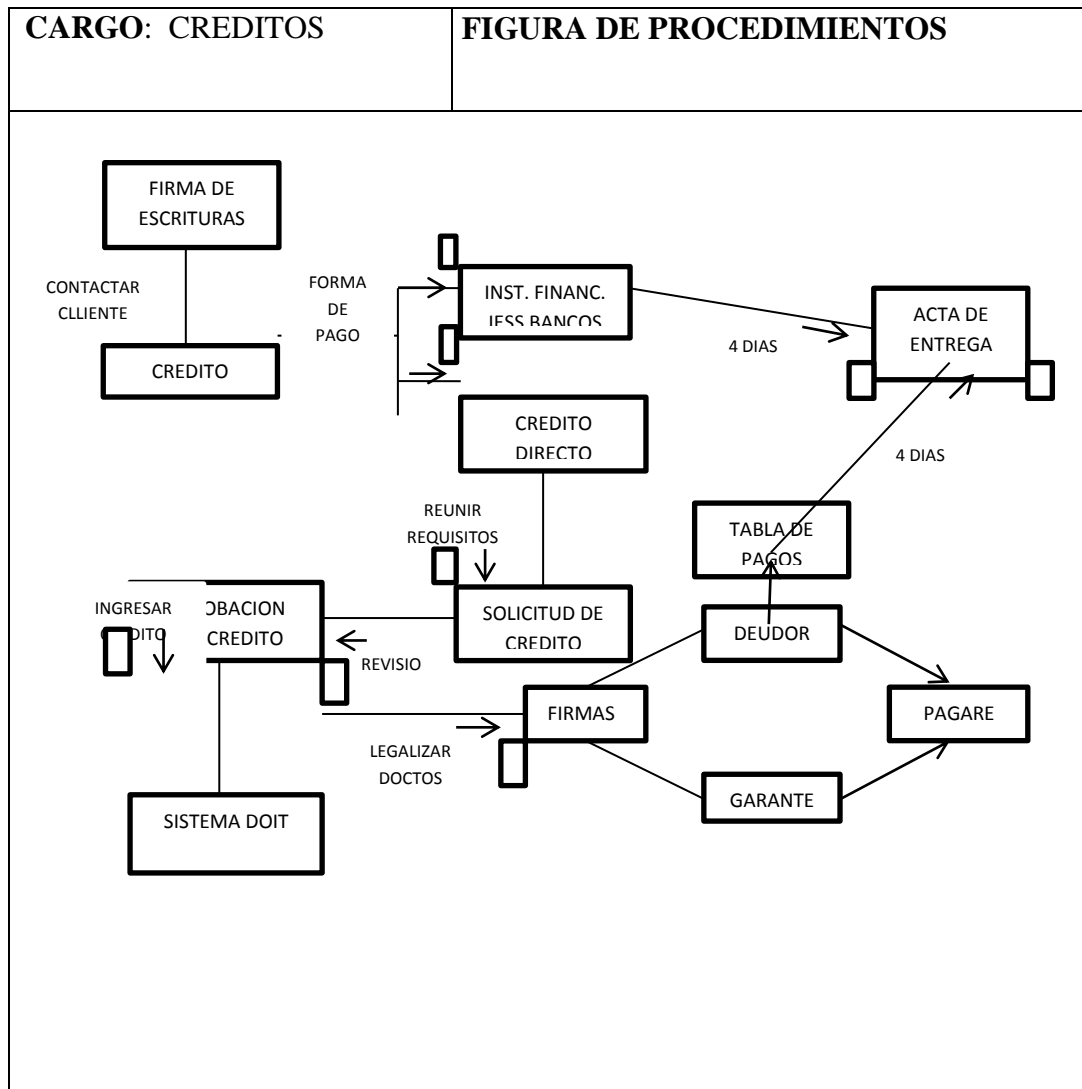 CARGO: CREDITOS
FIGURA DE PROCEDIMIENTOS
FIRMA DE
ESCRITURAS
CONTACTAR
CLLIENTE
CREDITO
FORMA
DE
PAGO
INST. FINANC.
IESS BANCOS
4 DIAS
ACTA DE
ENTREGA
CREDITO
DIRECTO
4 DIAS
REUNIR
REQUISITOS
TABLA DE
PAGOS
INGRESAR
OBACION
CREDITO
SOLICITUD DE
CREDITO
REVISIO
DEUDOR
FIRMAS
PAGARE
LEGALIZAR
DOCTOS
GARANTE
SISTEMA DOIT